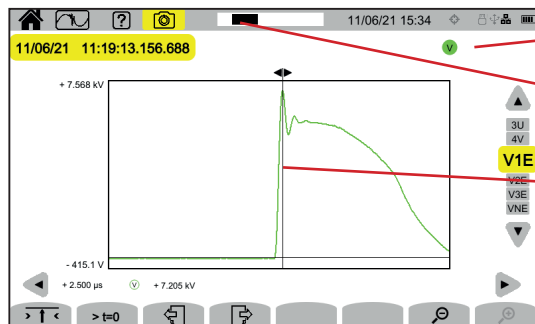 ?
11/06/21 15:34
11/06/21 11:19:13.156.688
V
+ 7.568 kV
3U
4V
V1E
V2E
V3E
VNE
- 415.1 V
+ 2.500 µs V + 7.205 kV
> t=0